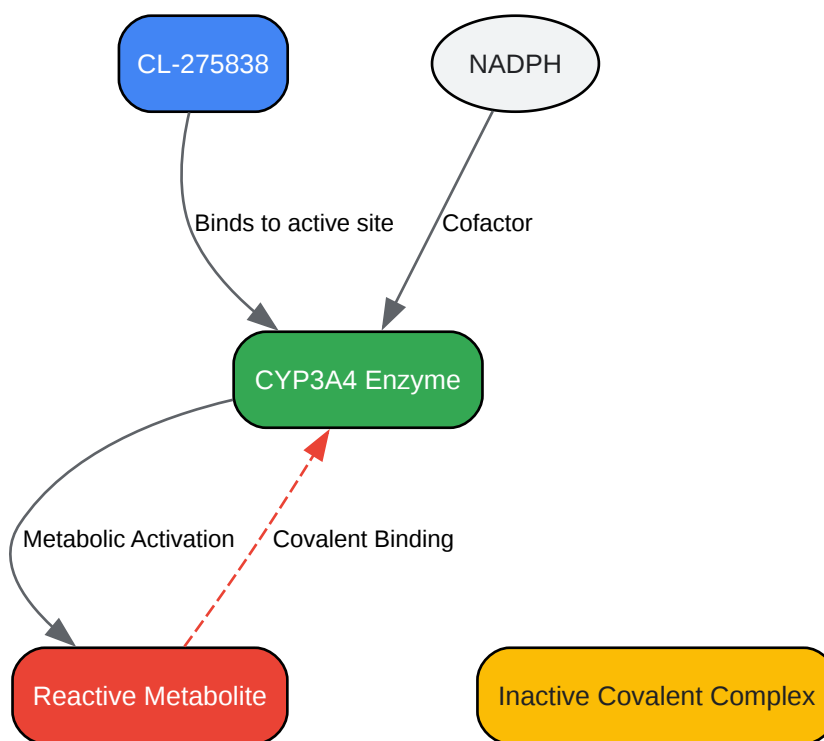 CL-275838
NADPH
Binds to active site
Cofactor
CYP3A4 Enzyme
Metabolic Activation
Covalent Binding
Reactive Metabolite
Inactive Covalent Complex